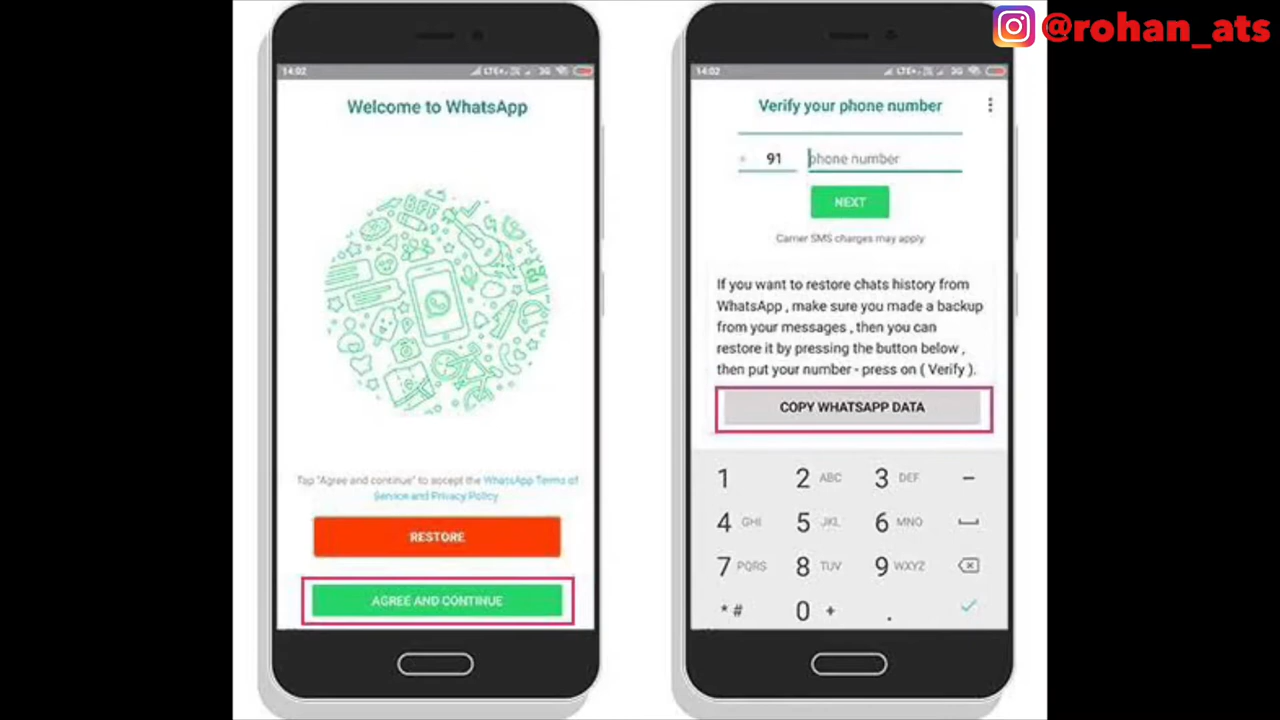 @rohan_ats
14:02
Welcome to WhatsApp
BFF
Tap "Agree and continue" to accept the WhatsApp Terms of
Service and Privacy Policy
RESTORE
AGREE AND CONTINUE
14:02
3G
Verify your phone number
+ 91 phone number
NEXT
Carrier SMS charges may apply
If you want to restore chats history from
WhatsApp , make sure you made a backup
from your messages , then you can
restore it by pressing the button below ,
then put your number - press on ( Verify ).
COPY WHATSAPP DATA
1 2 ABC 3 DEF –
4 GHI 5 JKL 6 MNO
7 PQRS 8 TUV 9 WXYZ
* # 0 + .